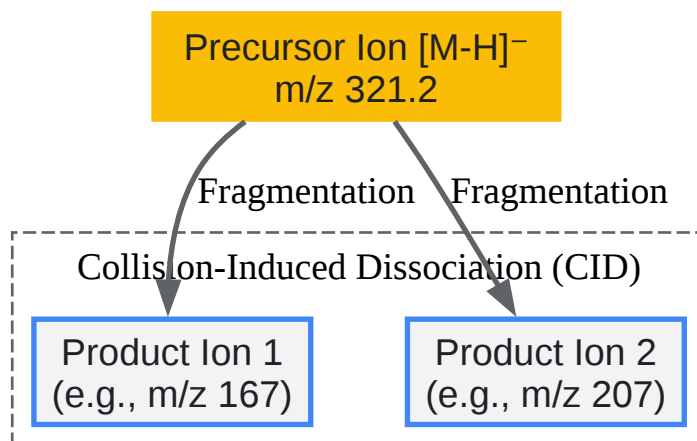 Precursor Ion [M-H]⁻
m/z 321.2
Fragmentation
Fragmentation
Collision-Induced Dissociation (CID)
Product Ion 1
(e.g., m/z 167)
Product Ion 2
(e.g., m/z 207)